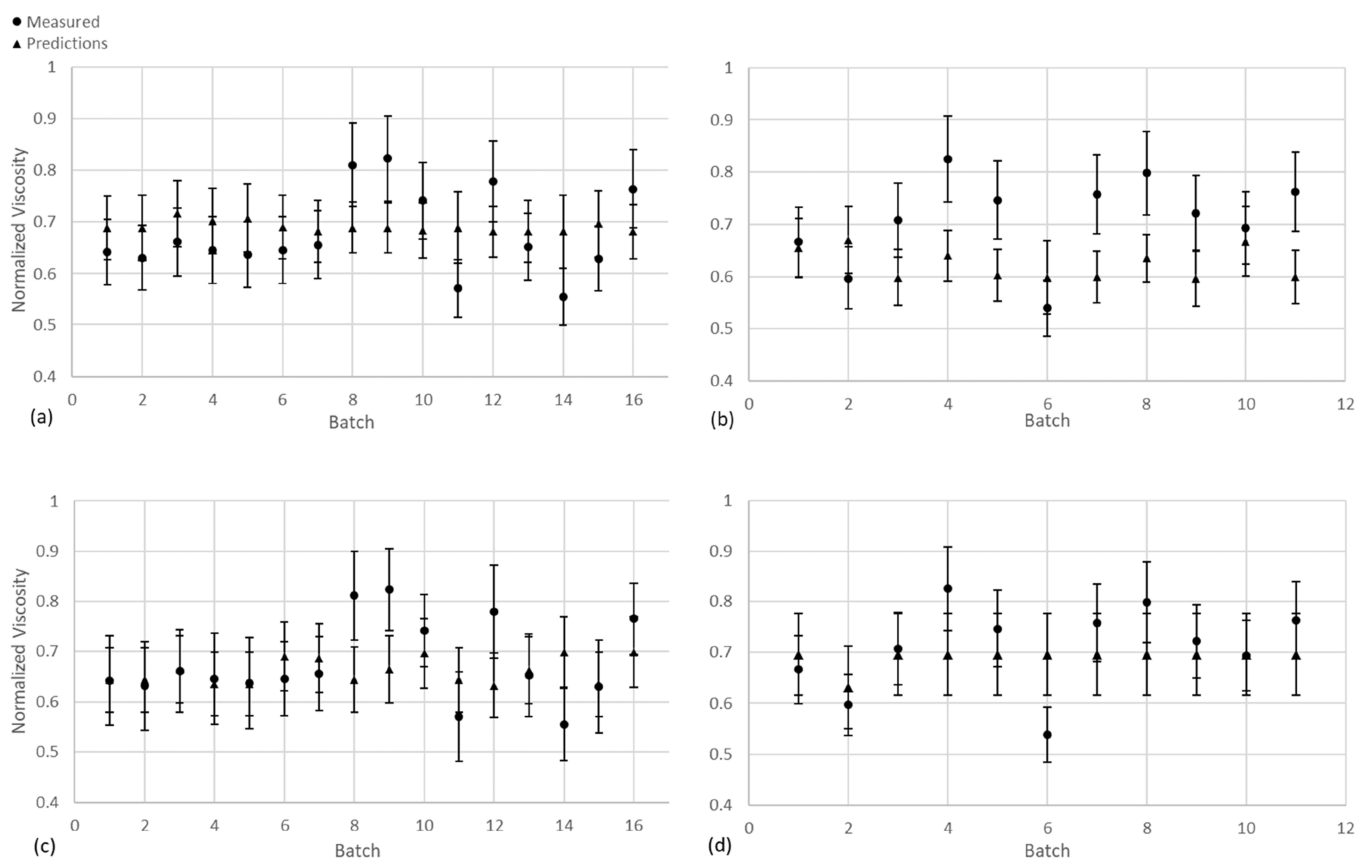 ● Measured
▲ Predictions
Normalized Viscosity
1
0.9
0.8
0.7
0.6
0.5
0.4
0 2 4 6 8 10 12 14 16
Batch
(a)
1
0.9
0.8
0.7
0.6
0.5
0.4
0 2 4 6 8 10 12
Batch
(b)
Normalized Viscosity
1
0.9
0.8
0.7
0.6
0.5
0.4
0 2 4 6 8 10 12 14 16
Batch
(c)
1
0.9
0.8
0.7
0.6
0.5
0.4
0 2 4 6 8 10 12
Batch
(d)